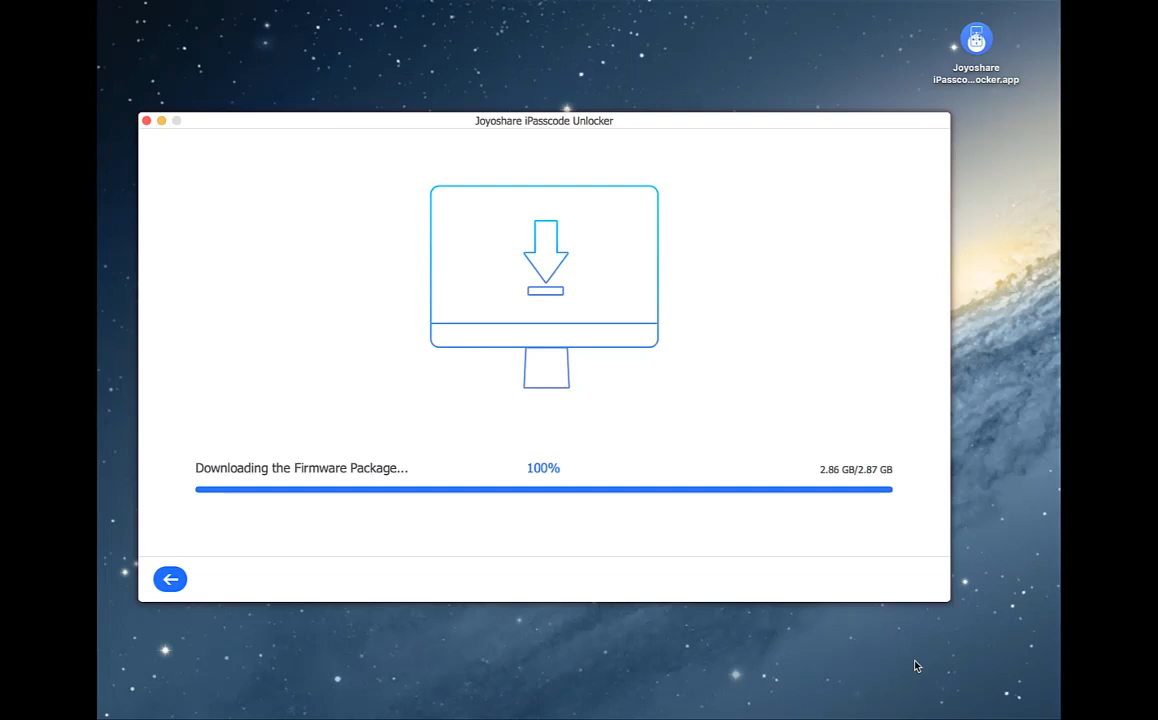 Joyoshare
iPassco...ocker.app
Joyoshare iPasscode Unlocker
Downloading the Firmware Package... 100% 2.86 GB/2.87 GB